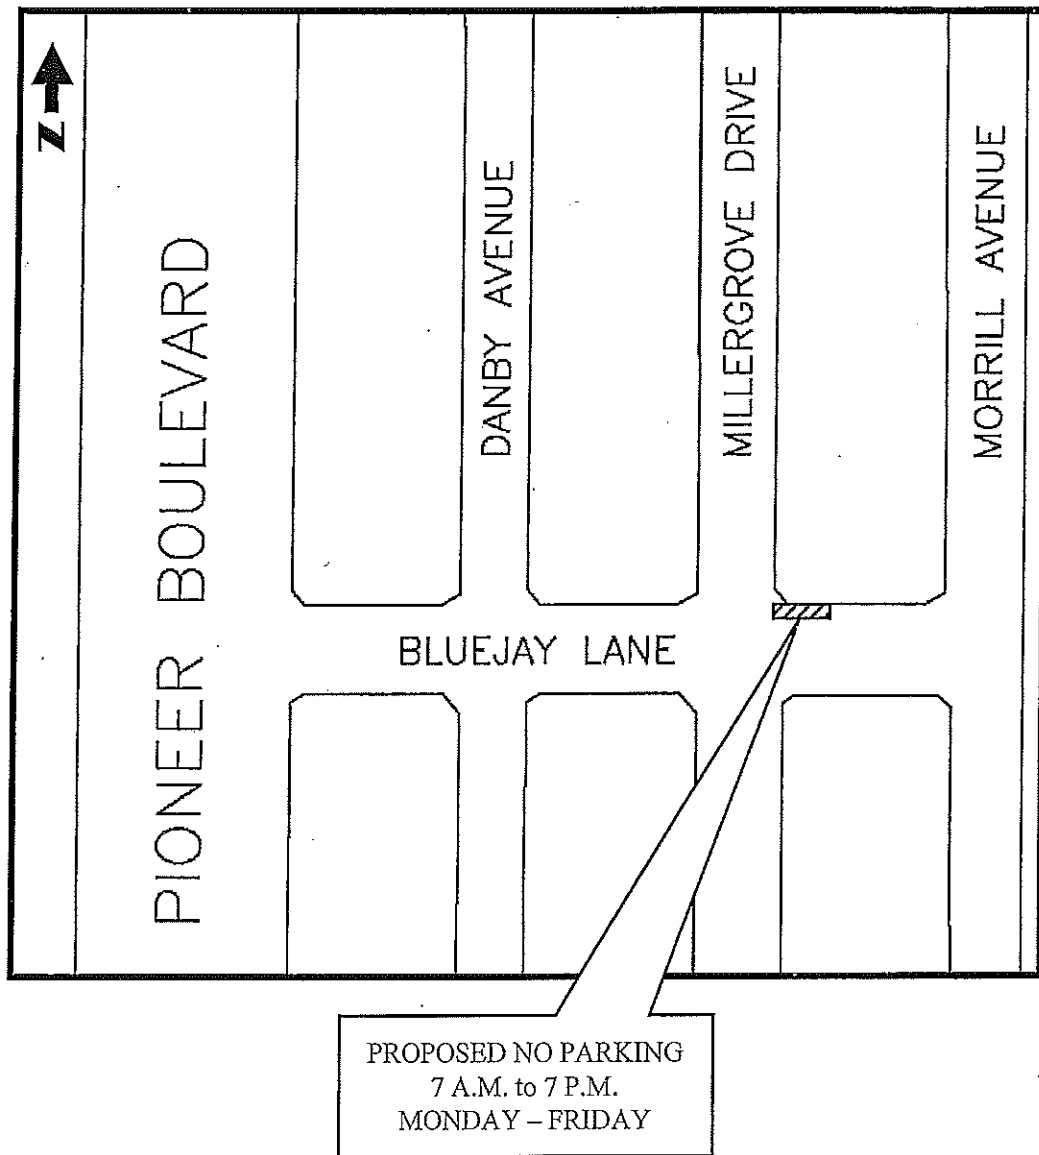 N
PIONEER BOULEVARD
DANBY AVENUE
MILLERGROVE DRIVE
MORRILL AVENUE
BLUEJAY LANE
PROPOSED NO PARKING
7 A.M. to 7 P.M.
MONDAY – FRIDAY